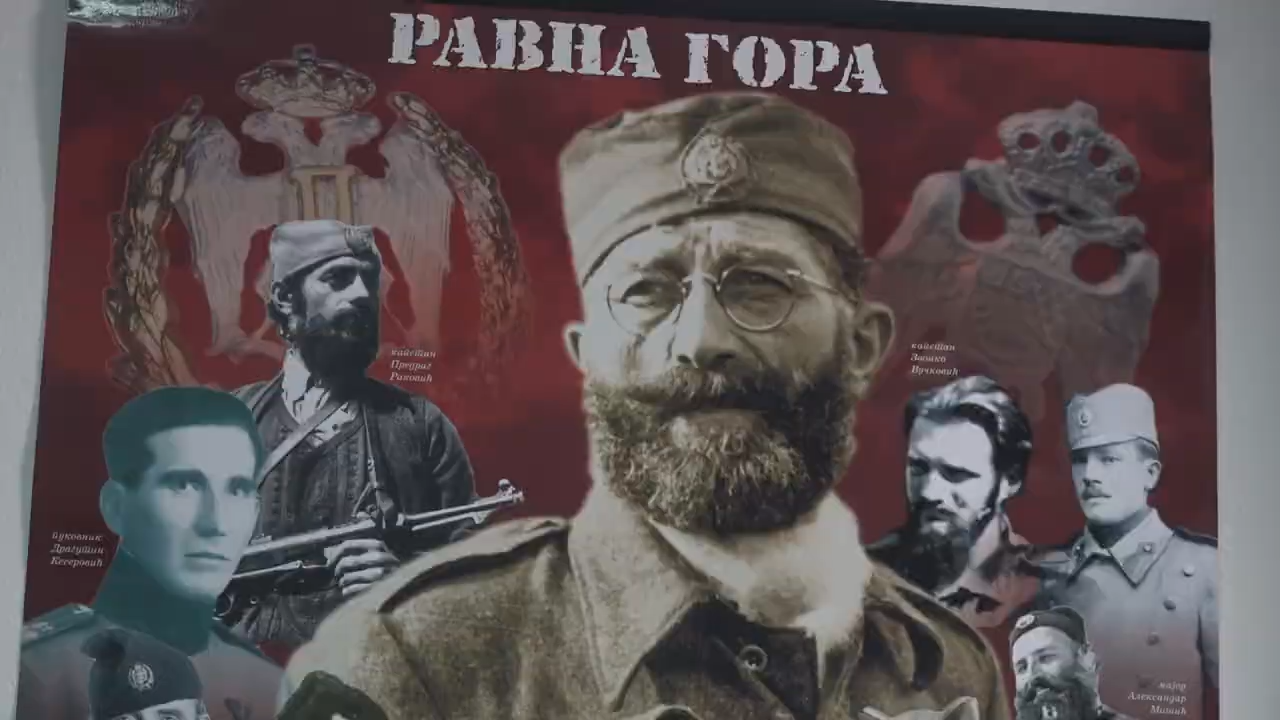 РАВНА ГОРА
капетан
Предраг
Раковић
капетан
Звонко
Вучковић
пуковник
Драгутин
Кесеровић
мајор
Александар
Мишић